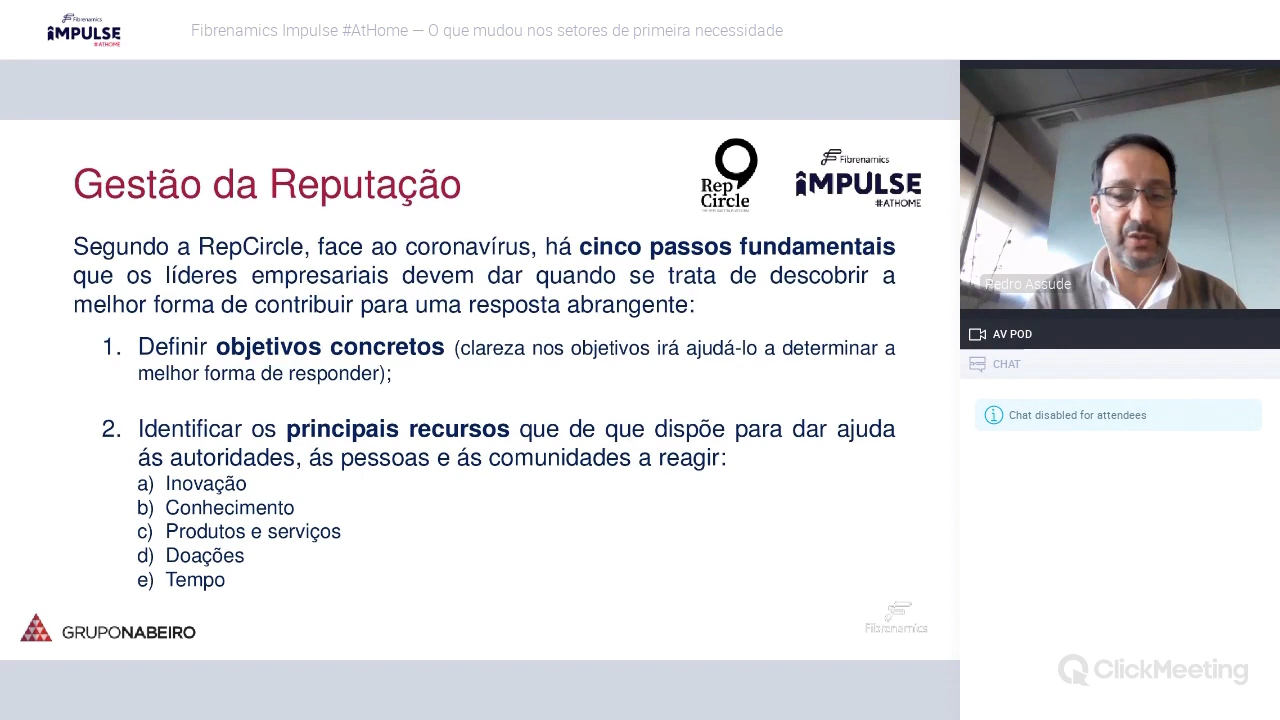 Fibrenamics
IMPULSE
#ATHOME
Fibrenamics Impulse #AtHome — O que mudou nos setores de primeira necessidade
Gestão da Reputação
Rep
Circle
Fibrenamics
IMPULSE
#ATHOME
Segundo a RepCircle, face ao coronavírus, há cinco passos fundamentais
que os líderes empresariais devem dar quando se trata de descobrir a
melhor forma de contribuir para uma resposta abrangente:
1. Definir objetivos concretos (clareza nos objetivos irá ajudá-lo a determinar a
melhor forma de responder);
2. Identificar os principais recursos que de que dispõe para dar ajuda
ás autoridades, ás pessoas e ás comunidades a reagir:
a) Inovação
b) Conhecimento
c) Produtos e serviços
d) Doações
e) Tempo
GRUPONABEIRO
Fibrenamics
Pedro Assude
AV POD
CHAT
Chat disabled for attendees
ClickMeeting